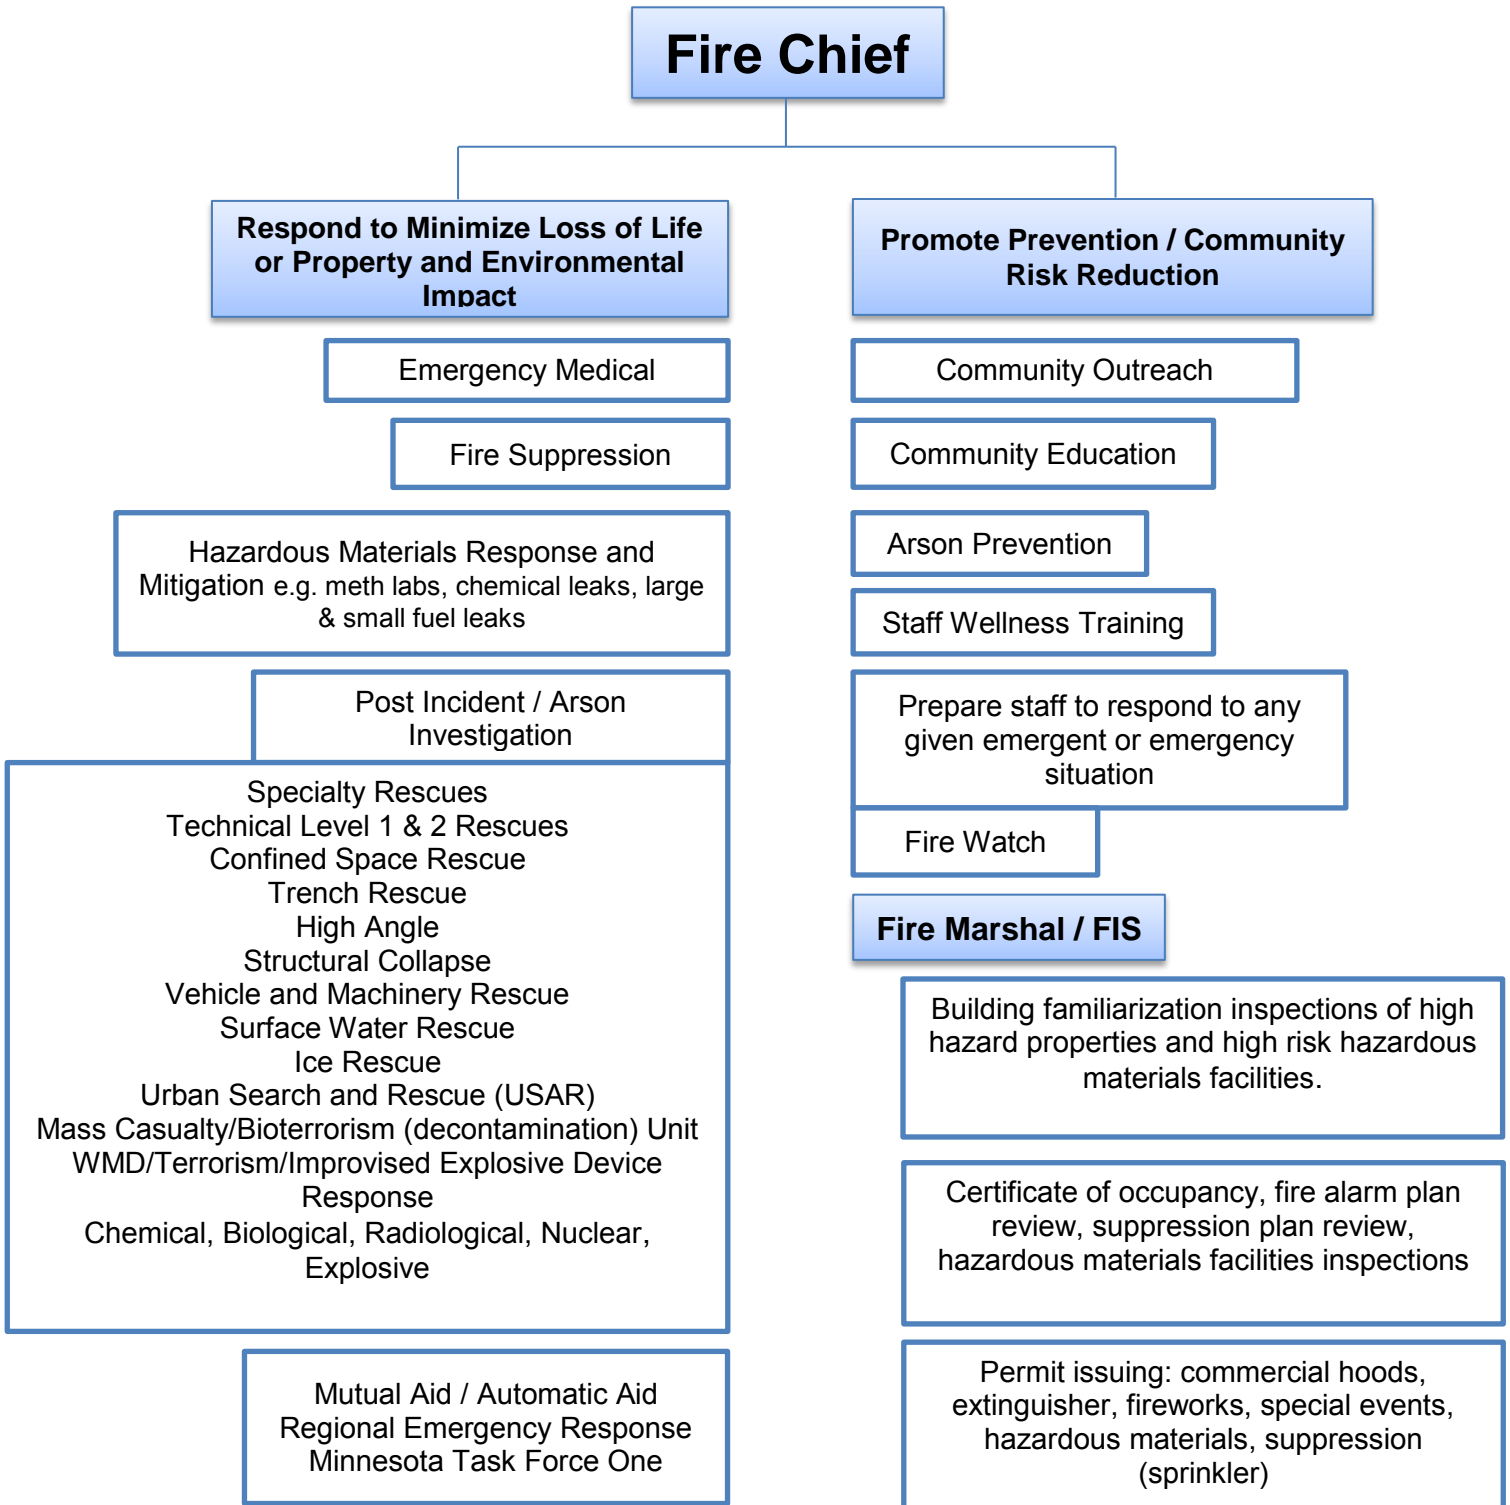 Fire Chief
Respond to Minimize Loss of Life
or Property and Environmental
Impact
Emergency Medical
Fire Suppression
Hazardous Materials Response and
Mitigation e.g. meth labs, chemical leaks, large
& small fuel leaks
Post Incident / Arson
Investigation
Specialty Rescues
Technical Level 1 & 2 Rescues
Confined Space Rescue
Trench Rescue
High Angle
Structural Collapse
Vehicle and Machinery Rescue
Surface Water Rescue
Ice Rescue
Urban Search and Rescue (USAR)
Mass Casualty/Bioterrorism (decontamination) Unit
WMD/Terrorism/Improvised Explosive Device
Response
Chemical, Biological, Radiological, Nuclear,
Explosive
Mutual Aid / Automatic Aid
Regional Emergency Response
Minnesota Task Force One
Promote Prevention / Community
Risk Reduction
Community Outreach
Community Education
Arson Prevention
Staff Wellness Training
Prepare staff to respond to any
given emergent or emergency
situation
Fire Watch
Fire Marshal / FIS
Building familiarization inspections of high
hazard properties and high risk hazardous
materials facilities.
Certificate of occupancy, fire alarm plan
review, suppression plan review,
hazardous materials facilities inspections
Permit issuing: commercial hoods,
extinguisher, fireworks, special events,
hazardous materials, suppression
(sprinkler)